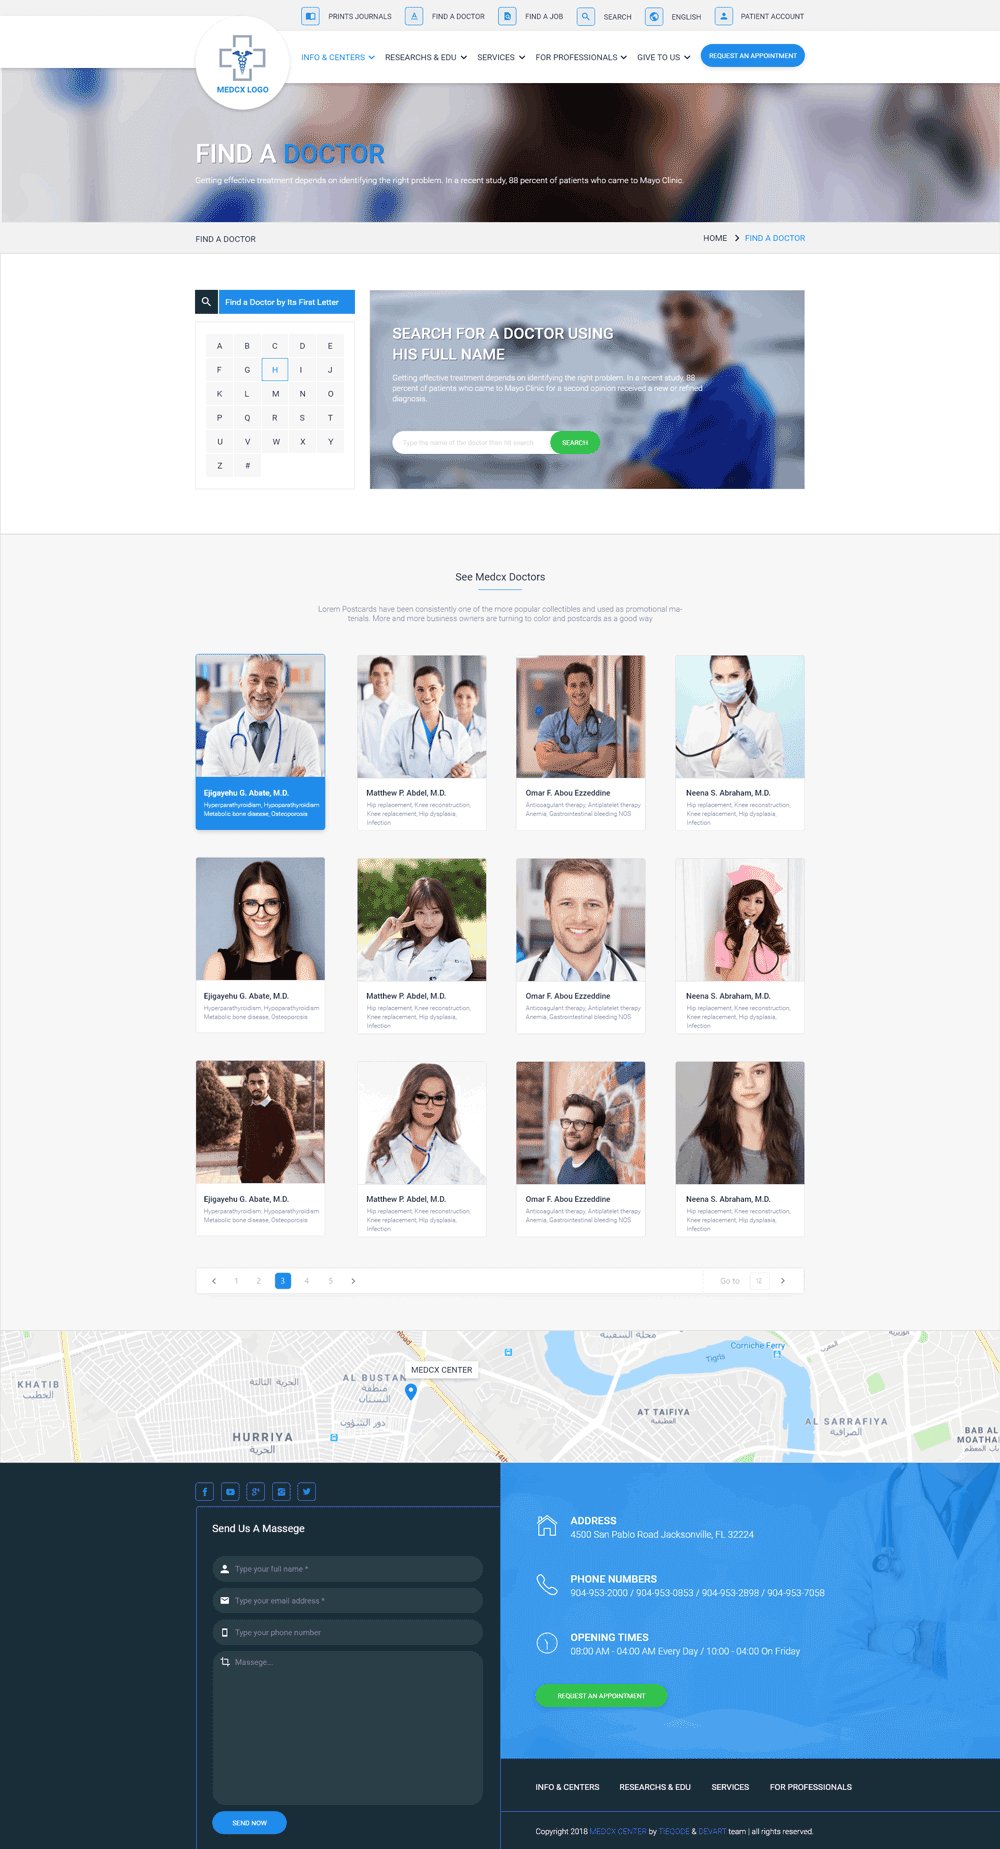 PRINTS JOURNALS FIND A DOCTOR FIND A JOB SEARCH ENGLISH PATIENT ACCOUNT
MEDCX LOGO
INFO & CENTERS RESEARCHS & EDU SERVICES FOR PROFESSIONALS GIVE TO US REQUEST AN APPOINTMENT
FIND A DOCTOR
Getting effective treatment depends on identifying the right problem. In a recent study, 88 percent of patients who came to Mayo Clinic.
FIND A DOCTOR
HOME FIND A DOCTOR
Find a Doctor by Its First Letter
A B C D E
F G H I J
K L M N O
P Q R S T
U V W X Y
Z #
SEARCH FOR A DOCTOR USING
HIS FULL NAME
Getting effective treatment depends on identifying the right problem. In a recent study, 88
percent of patients who came to Mayo Clinic for a second opinion received a new or refined
diagnosis.
Type the name of the doctor then hit search SEARCH
See Medcx Doctors
Lorem Postcards have been consistently one of the more popular collectibles and used as promotional ma-
terials. More and more business owners are turning to color and postcards as a good way
Ejigayehu G. Abate, M.D.
Hyperparathyroidism, Hypoparathyroidism
Metabolic bone disease, Osteoporosis
Matthew P. Abdel, M.D.
Hip replacement, Knee reconstruction,
Knee replacement, Hip dysplasia,
Infection
Omar F. Abou Ezzeddine
Anticoagulant therapy, Antiplatelet therapy
Anemia, Gastrointestinal bleeding NOS
Neena S. Abraham, M.D.
Hip replacement, Knee reconstruction,
Knee replacement, Hip dysplasia,
Infection
Ejigayehu G. Abate, M.D.
Hyperparathyroidism, Hypoparathyroidism
Metabolic bone disease, Osteoporosis
Matthew P. Abdel, M.D.
Hip replacement, Knee reconstruction,
Knee replacement, Hip dysplasia,
Infection
Omar F. Abou Ezzeddine
Anticoagulant therapy, Antiplatelet therapy
Anemia, Gastrointestinal bleeding NOS
Neena S. Abraham, M.D.
Hip replacement, Knee reconstruction,
Knee replacement, Hip dysplasia,
Infection
Ejigayehu G. Abate, M.D.
Hyperparathyroidism, Hypoparathyroidism
Metabolic bone disease, Osteoporosis
Matthew P. Abdel, M.D.
Hip replacement, Knee reconstruction,
Knee replacement, Hip dysplasia,
Infection
Omar F. Abou Ezzeddine
Anticoagulant therapy, Antiplatelet therapy
Anemia, Gastrointestinal bleeding NOS
Neena S. Abraham, M.D.
Hip replacement, Knee reconstruction,
Knee replacement, Hip dysplasia,
Infection
1 2 3 4 5
Go to 12
محلة السفينة
Corniche Ferry
Tigris
MEDCX CENTER
KHATIB
الخطيب
الحرية الثالثة
AL BUSTAN
منطقة
البستان
دور الشؤون
HURRIYA
الحرية
14th
AT TAIFIYA
العطيفية
AL SARRAFIYA
الصرافية
BAB AL
MOATHAM
باب المعظم
Send Us A Massege
Type your full name *
Type your email address *
Type your phone number
Massege...
SEND NOW
ADDRESS
4500 San Pablo Road Jacksonville, FL 32224
PHONE NUMBERS
904-953-2000 / 904-953-0853 / 904-953-2898 / 904-953-7058
OPENING TIMES
08:00 AM - 04:00 AM Every Day / 10:00 - 04:00 On Friday
REQUEST AN APPOINTMENT
INFO & CENTERS RESEARCHS & EDU SERVICES FOR PROFESSIONALS
Copyright 2018 MEDCX CENTER by TIEQODE & DEVART team | all rights reserved.